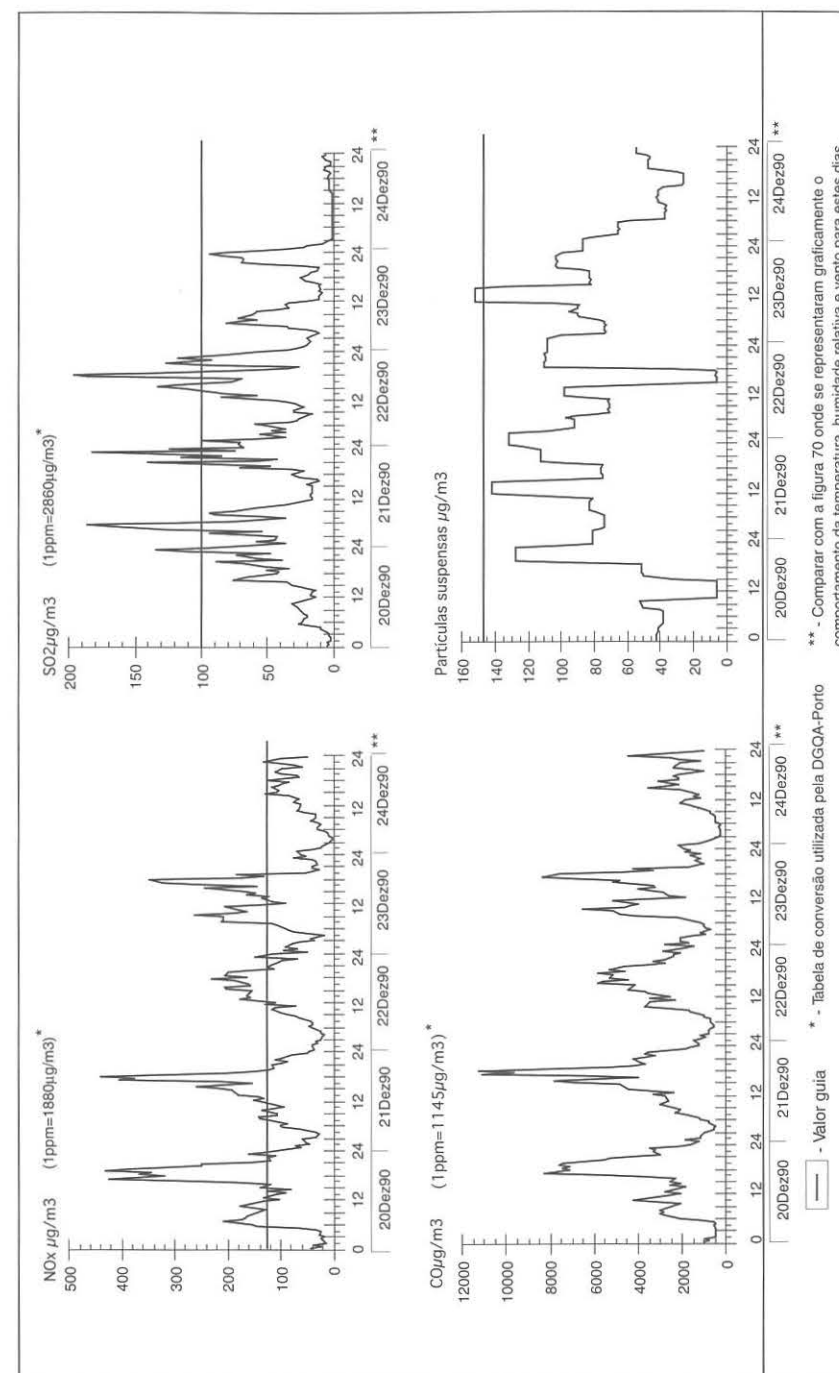 NOx µg/m3 (1ppm=1880µg/m3)*
500
400
300
200
100
0
0 12 24 12 24 12 24 12 24 12 24
20Dez90 21Dez90 22Dez90 23Dez90 24Dez90 **
SO2µg/m3 (1ppm=2860µg/m3)*
200
150
100
50
0
0 12 24 12 24 12 24 12 24 12 24
20Dez90 21Dez90 22Dez90 23Dez90 24Dez90 **
COµg/m3 (1ppm=1145µg/m3)*
12000
10000
8000
6000
4000
2000
0
0 12 24 12 24 12 24 12 24 12 24
20Dez90 21Dez90 22Dez90 23Dez90 24Dez90 **
Particulas suspensas µg/m3
160
140
120
100
80
60
40
20
0
0 12 24 12 24 12 24 12 24 12 24
20Dez90 21Dez90 22Dez90 23Dez90 24Dez90 **
- Valor guia * - Tabela de conversão utilizada pela DGQA-Porto ** - Comparar com a figura 70 onde se representaram graficamente o
comportamento da temperatura, humidade relativa e vento para estes dias